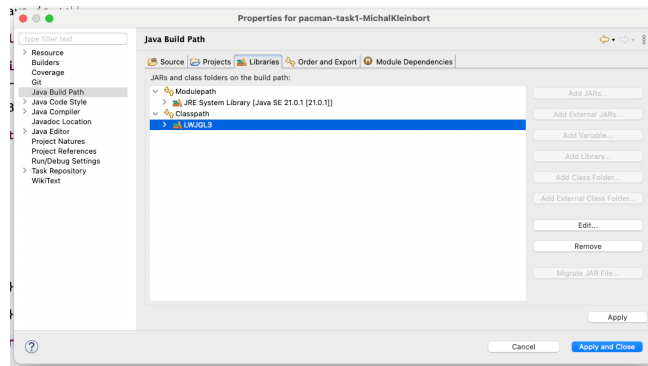 Properties for pacman-task1-MichalKleinbort
type filter text
Resource
Builders
Coverage
Git
Java Build Path
Java Code Style
Java Compiler
Javadoc Location
Java Editor
Project Natures
Project References
Run/Debug Settings
Task Repository
WikiText
Java Build Path
Source Projects Libraries Order and Export Module Dependencies
JARs and class folders on the build path:
Modulepath
JRE System Library [Java SE 21.0.1 [21.0.1]]
Classpath
LWJGL3
Add JARs...
Add External JARs...
Add Variable...
Add Library...
Add Class Folder...
Add External Class Folder...
Edit...
Remove
Migrate JAR File...
Apply
?
Cancel
Apply and Close